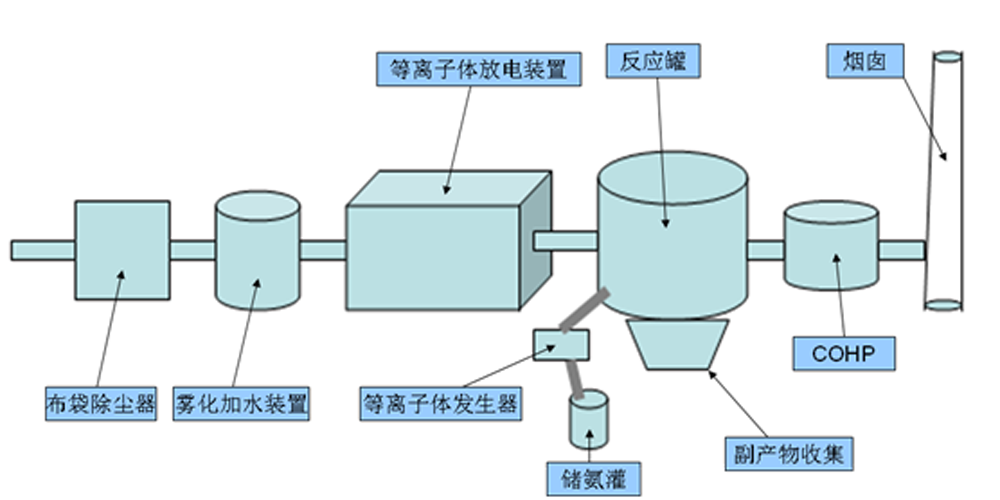 等离子体放电装置
反应罐
烟囱
COHP
布袋除尘器
雾化加水装置
等离子体发生器
副产物收集
储氨灌